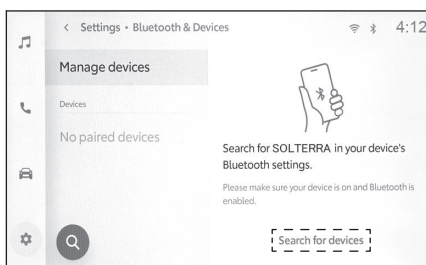 < Settings • Bluetooth & Devices
4:12
Manage devices
Devices
No paired devices
Search for SOLTERRA in your device's
Bluetooth settings.
Please make sure your device is on and Bluetooth is
enabled.
Search for devices